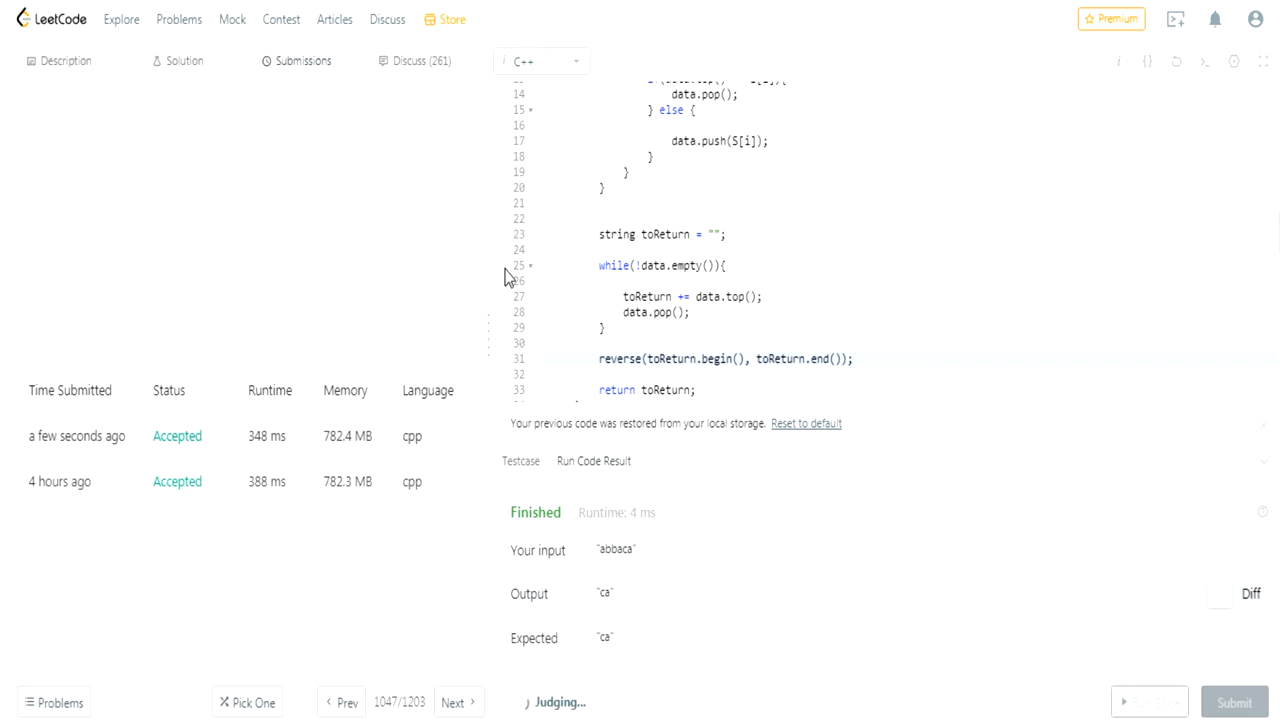 LeetCode Explore Problems Mock Contest Articles Discuss Store Premium
Description Solution Submissions Discuss (261) i C++ i {} >_
14 data.pop();
15 } else {
16
17 data.push(S[i]);
18 }
19 }
20 }
21
22
23 string toReturn = "";
24
25 while(!data.empty()){
26
27 toReturn += data.top();
28 data.pop();
29 }
30
31 reverse(toReturn.begin(), toReturn.end());
32
33 return toReturn;
Your previous code was restored from your local storage. Reset to default
Testcase Run Code Result
Finished Runtime: 4 ms
Your input "abbaca"
Output "ca"
Diff
Expected "ca"
Time Submitted Status Runtime Memory Language
a few seconds ago Accepted 348 ms 782.4 MB cpp
4 hours ago Accepted 388 ms 782.3 MB cpp
Problems Pick One Prev 1047/1203 Next Judging... Submit